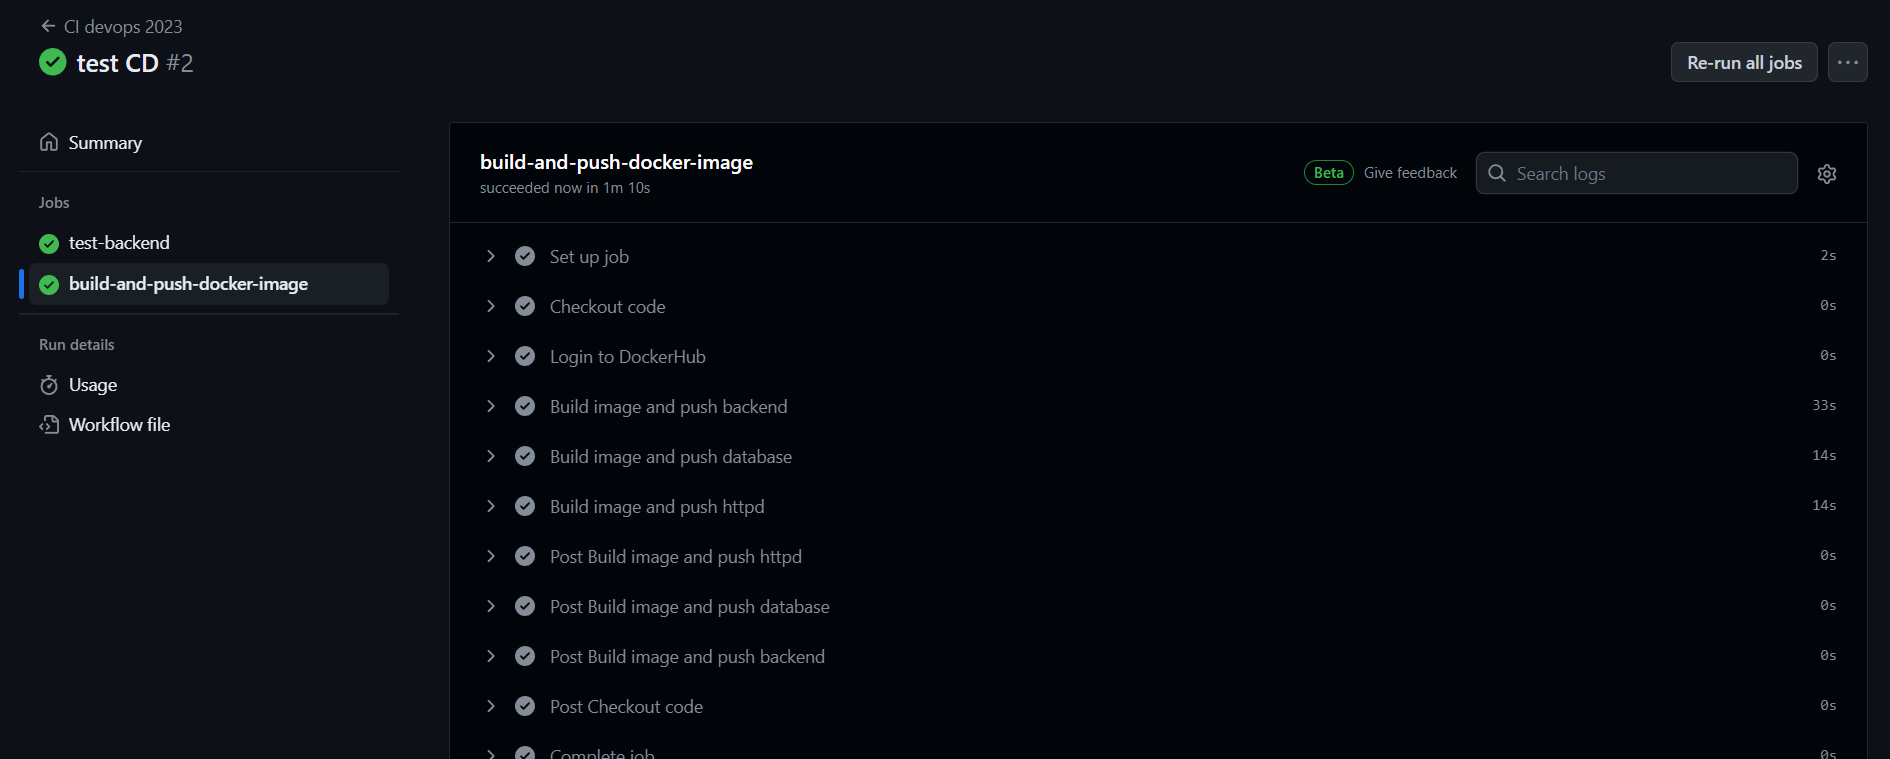 CI devops 2023
test CD #2
Re-run all jobs
Summary
Jobs
test-backend
build-and-push-docker-image
Run details
Usage
Workflow file
build-and-push-docker-image
succeeded now in 1m 10s
Beta
Give feedback
Search logs
Set up job 2s
Checkout code 0s
Login to DockerHub 0s
Build image and push backend 33s
Build image and push database 14s
Build image and push httpd 14s
Post Build image and push httpd 0s
Post Build image and push database 0s
Post Build image and push backend 0s
Post Checkout code 0s
Complete job 0s